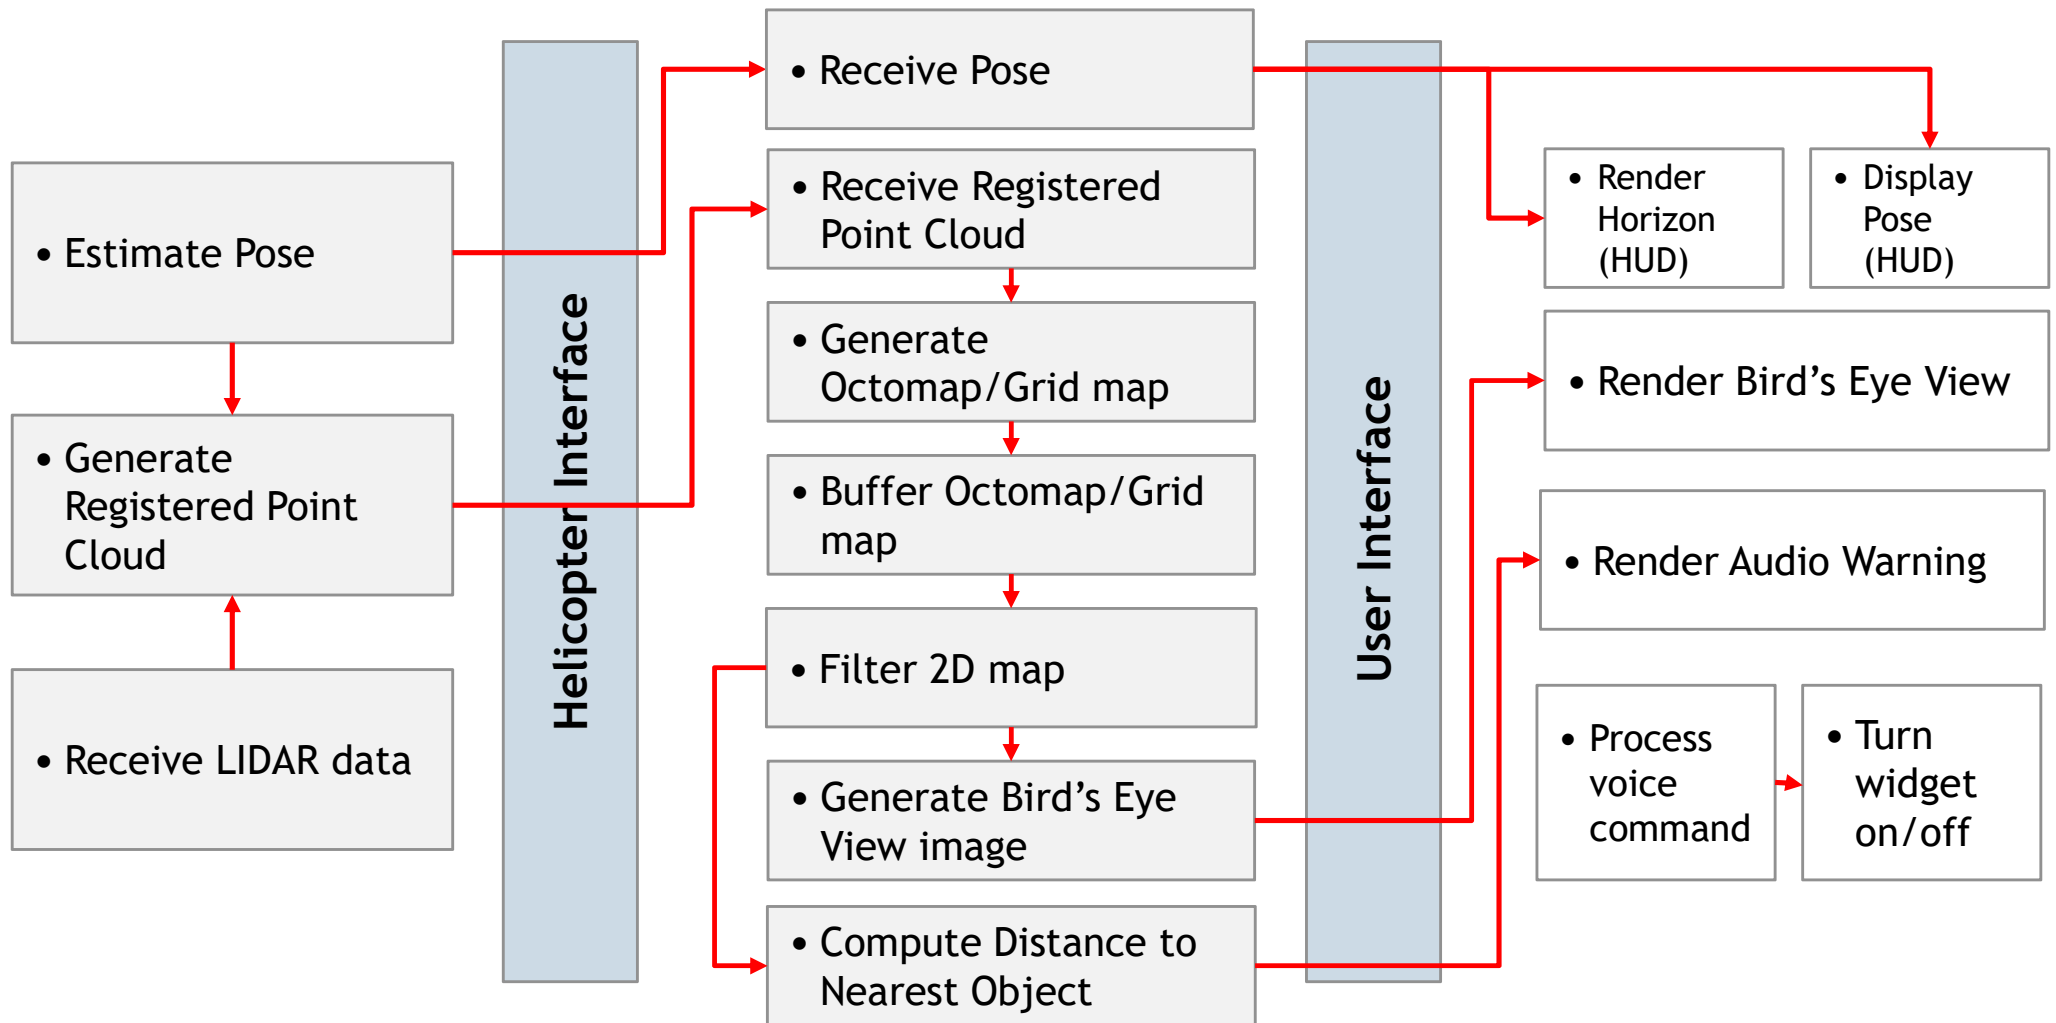 • Estimate Pose
• Generate
Registered Point
Cloud
• Receive LIDAR data
Helicopter Interface
• Receive Pose
• Receive Registered
Point Cloud
• Generate
Octomap/Grid map
• Buffer Octomap/Grid
map
• Filter 2D map
• Generate Bird’s Eye
View image
• Compute Distance to
Nearest Object
User Interface
• Render
Horizon
(HUD)
• Display
Pose
(HUD)
• Render Bird’s Eye View
• Render Audio Warning
• Process
voice
command
• Turn
widget
on/off